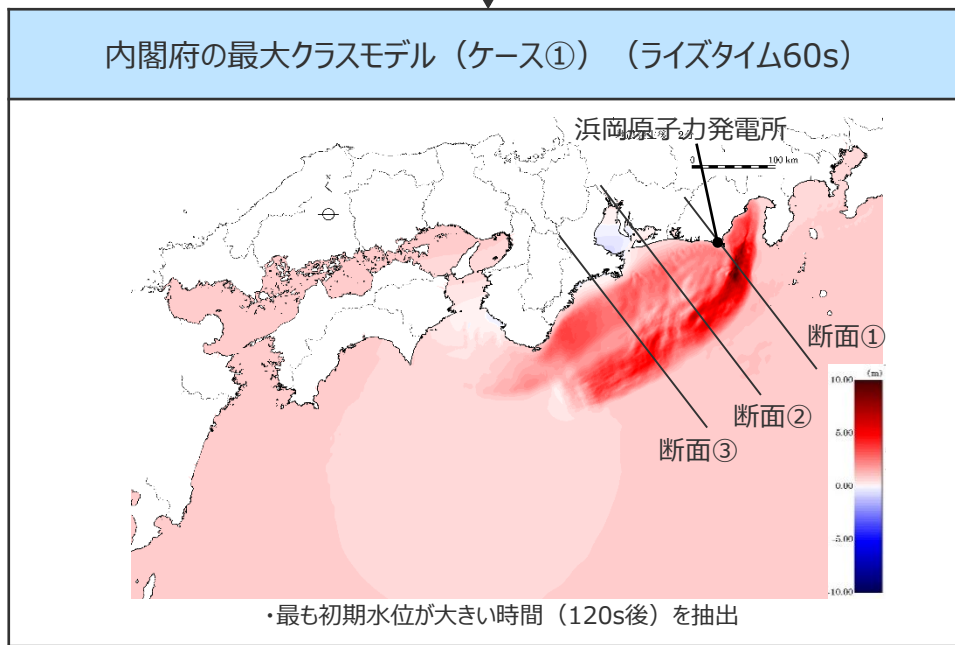 内閣府の最大クラスモデル（ケース①）（ライズタイム60s）
浜岡原子力発電所
0 100 km
N
断面①
断面②
断面③
(m)
10.00
5.00
0.00
-5.00
-10.00
・最も初期水位が大きい時間（120s後）を抽出